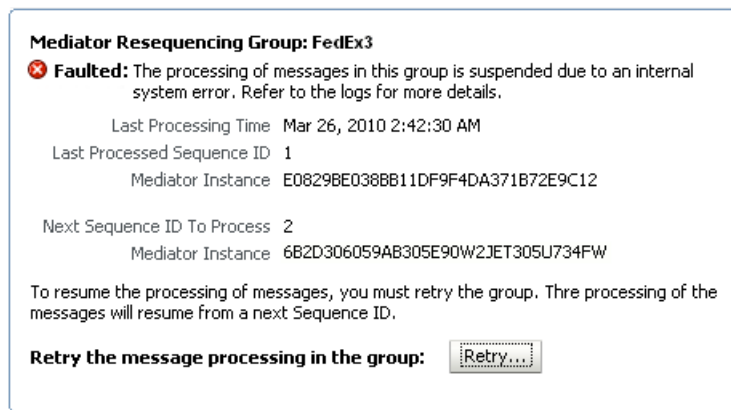 Mediator Resequencing Group: FedEx3
Faulted: The processing of messages in this group is suspended due to an internal
system error. Refer to the logs for more details.
Last Processing Time Mar 26, 2010 2:42:30 AM
Last Processed Sequence ID 1
Mediator Instance E0829BE038BB11DF9F4DA371B72E9C12
Next Sequence ID To Process 2
Mediator Instance 6B2D306059AB305E90W2JET305U734FW
To resume the processing of messages, you must retry the group. Thre processing of the
messages will resume from a next Sequence ID.
Retry the message processing in the group: Retry...